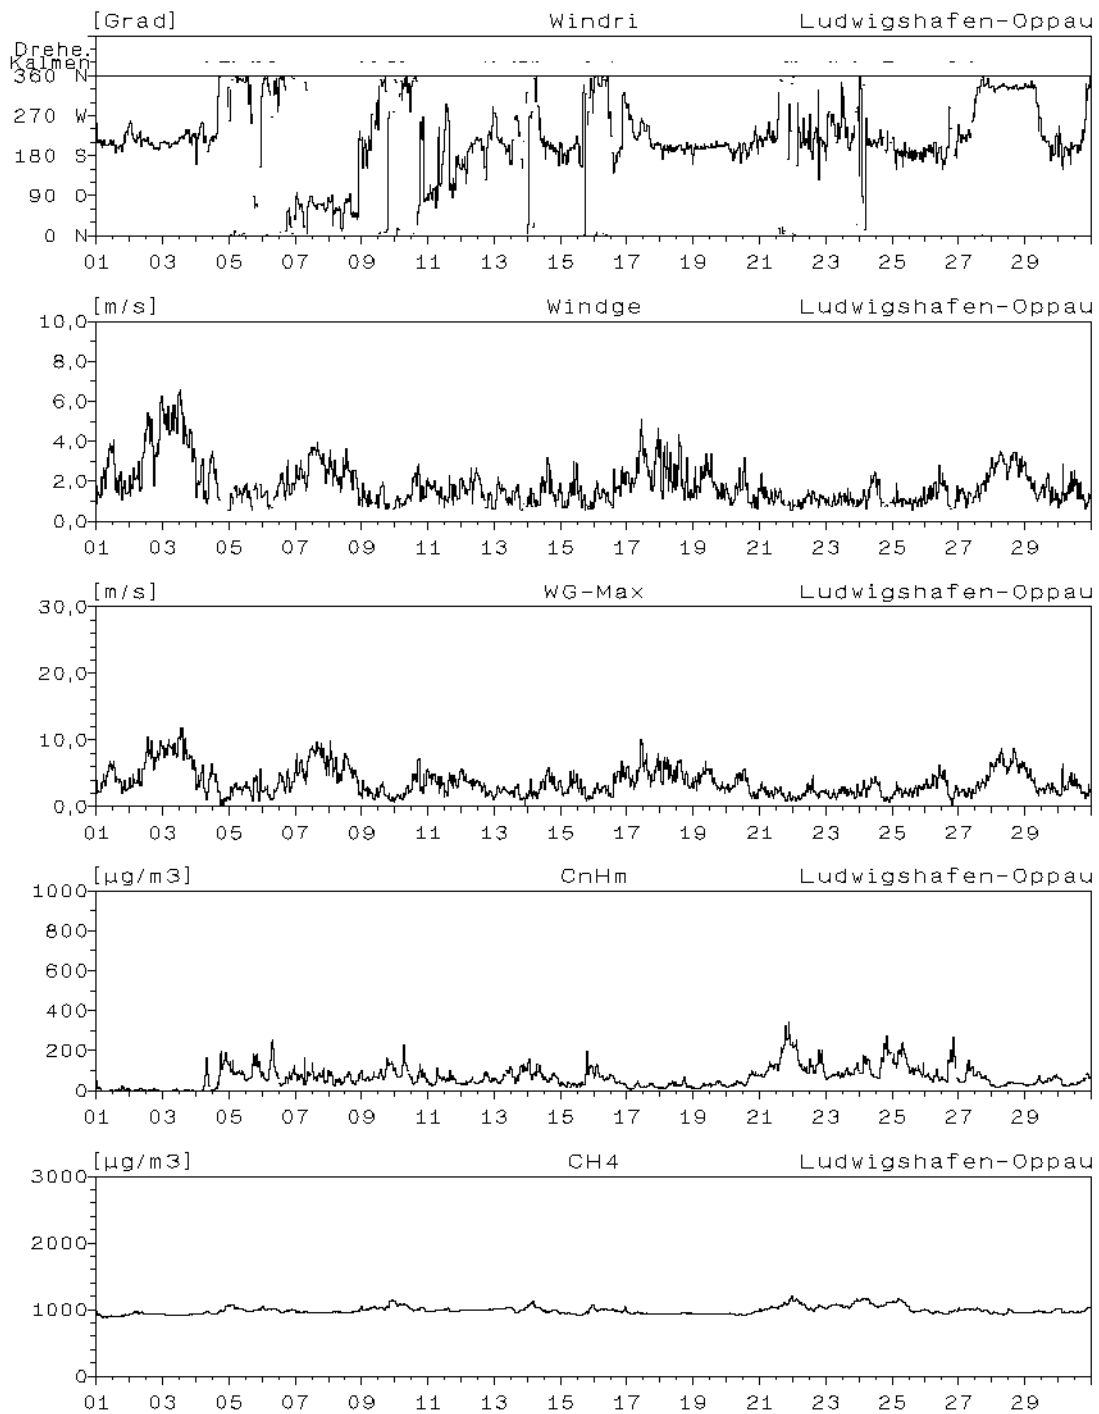 [Grad] Windri Ludwigshafen-Oppau
Drehe.
Kalmen
360 N
270 W
180 S
90 O
0 N
01 03 05 07 09 11 13 15 17 19 21 23 25 27 29
[m/s] Windge Ludwigshafen-Oppau
10,0
8,0
6,0
4,0
2,0
0,0
01 03 05 07 09 11 13 15 17 19 21 23 25 27 29
[m/s] WG-Max Ludwigshafen-Oppau
30,0
20,0
10,0
0,0
01 03 05 07 09 11 13 15 17 19 21 23 25 27 29
[µg/m3] CnHm Ludwigshafen-Oppau
1000
800
600
400
200
0
01 03 05 07 09 11 13 15 17 19 21 23 25 27 29
[µg/m3] CH4 Ludwigshafen-Oppau
3000
2000
1000
0
01 03 05 07 09 11 13 15 17 19 21 23 25 27 29